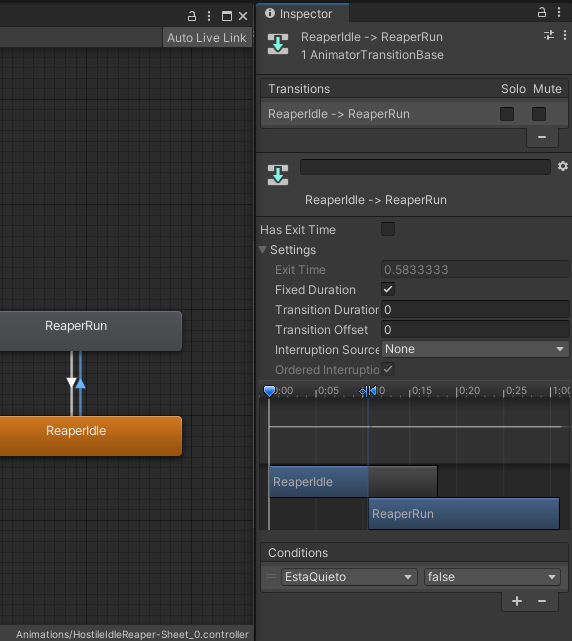 Inspector
Auto Live Link
ReaperIdle -> ReaperRun
1 AnimatorTransitionBase
Transitions Solo Mute
ReaperIdle -> ReaperRun
ReaperIdle -> ReaperRun
Has Exit Time
Settings
Exit Time 0.5833333
Fixed Duration
Transition Duration 0
Transition Offset 0
Interruption Source None
Ordered Interruptio
ReaperRun
ReaperIdle
0:00 0:05 0:15 0:20 0:25 1:00
ReaperIdle
ReaperRun
Conditions
EstaQuieto false
Animations/HostileIdleReaper-Sheet_0.controller